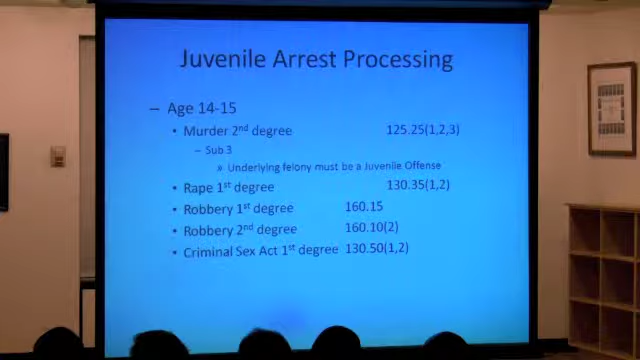 Juvenile Arrest Processing
– Age 14-15
• Murder 2nd degree 125.25(1,2,3)
– Sub 3
» Underlying felony must be a Juvenile Offense
• Rape 1st degree 130.35(1,2)
• Robbery 1st degree 160.15
• Robbery 2nd degree 160.10(2)
• Criminal Sex Act 1st degree 130.50(1,2)